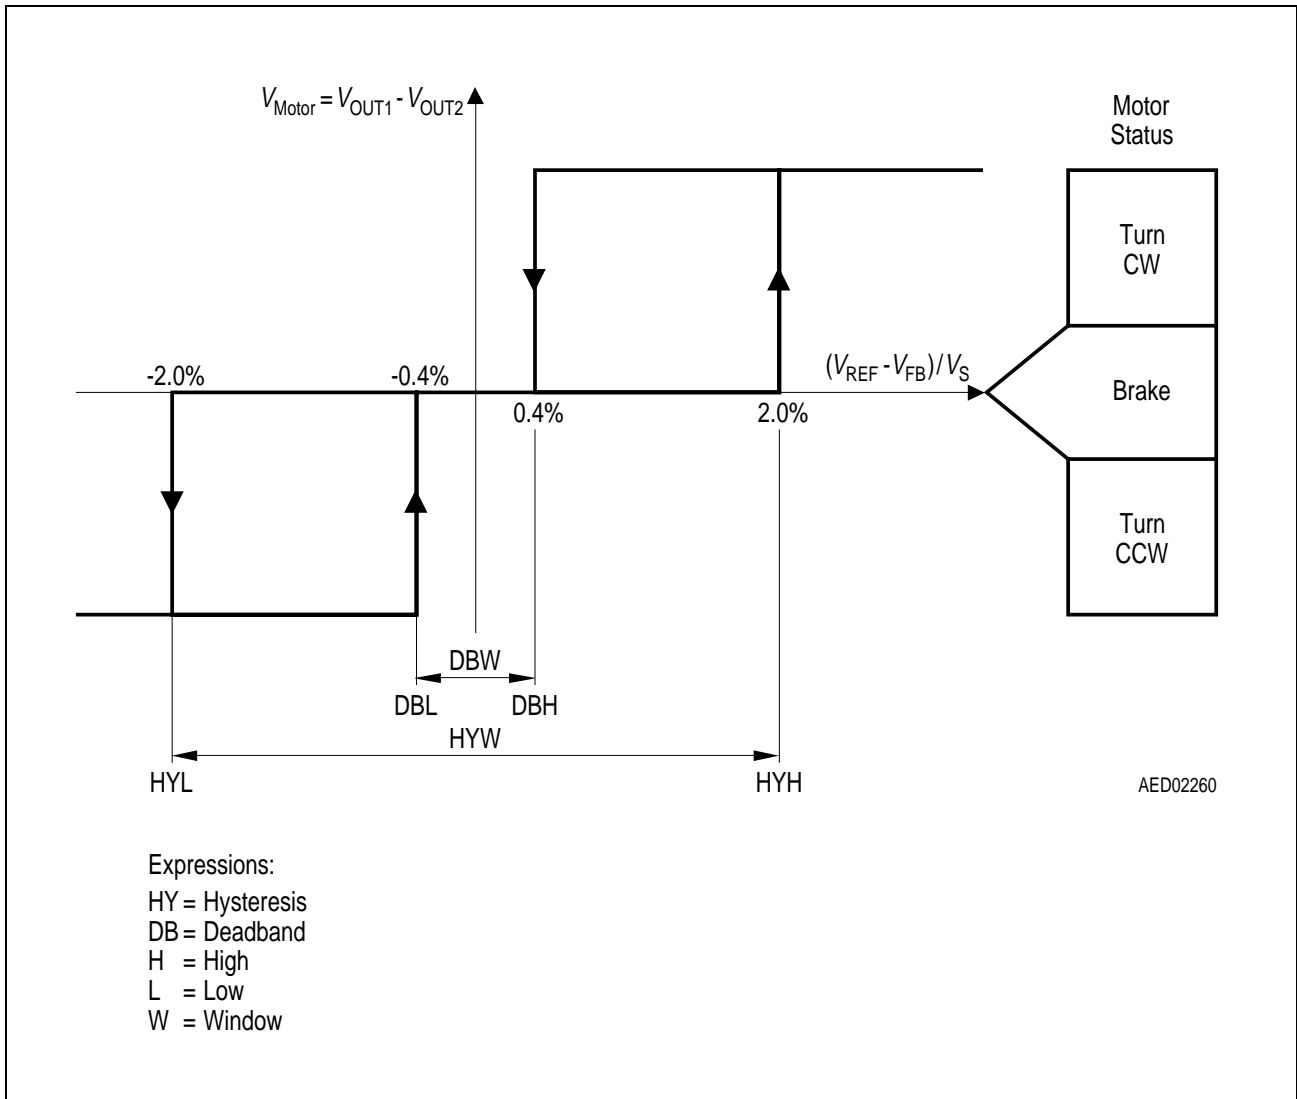 V_Motor = V_OUT1 - V_OUT2
Motor
Status
Turn
CW
(V_REF - V_FB) / V_S
-2.0%
-0.4%
0.4%
2.0%
Brake
Turn
CCW
DBW
DBL
DBH
HYW
HYL
HYH
AED02260
Expressions:
HY = Hysteresis
DB = Deadband
H = High
L = Low
W = Window